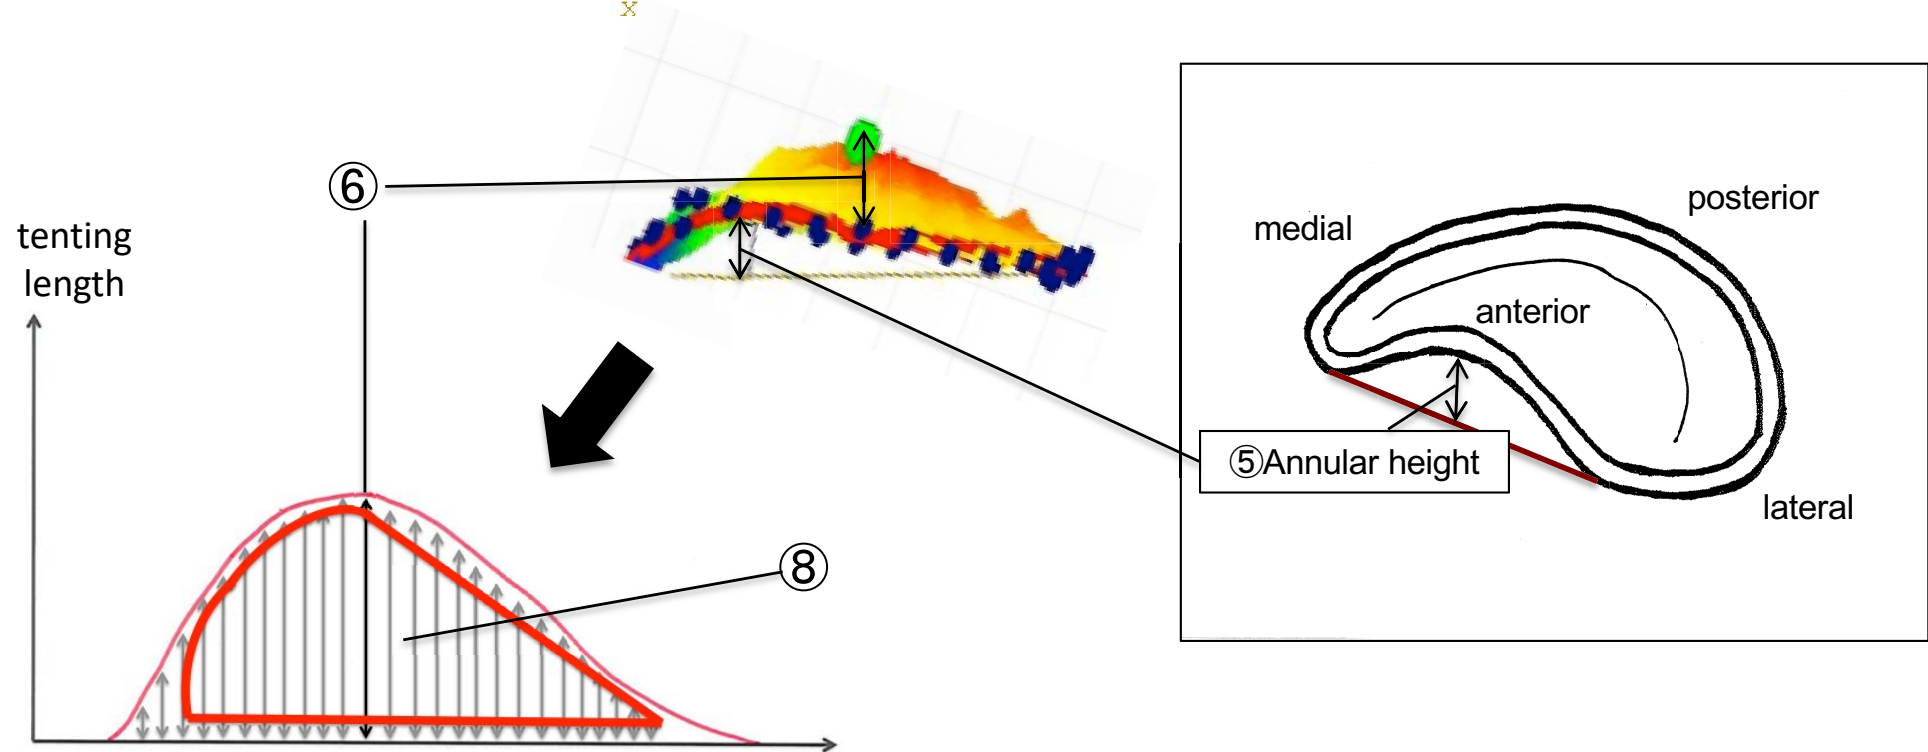 x
⑥
tenting
length
⑧
posterior
medial
anterior
⑤Annular height
lateral